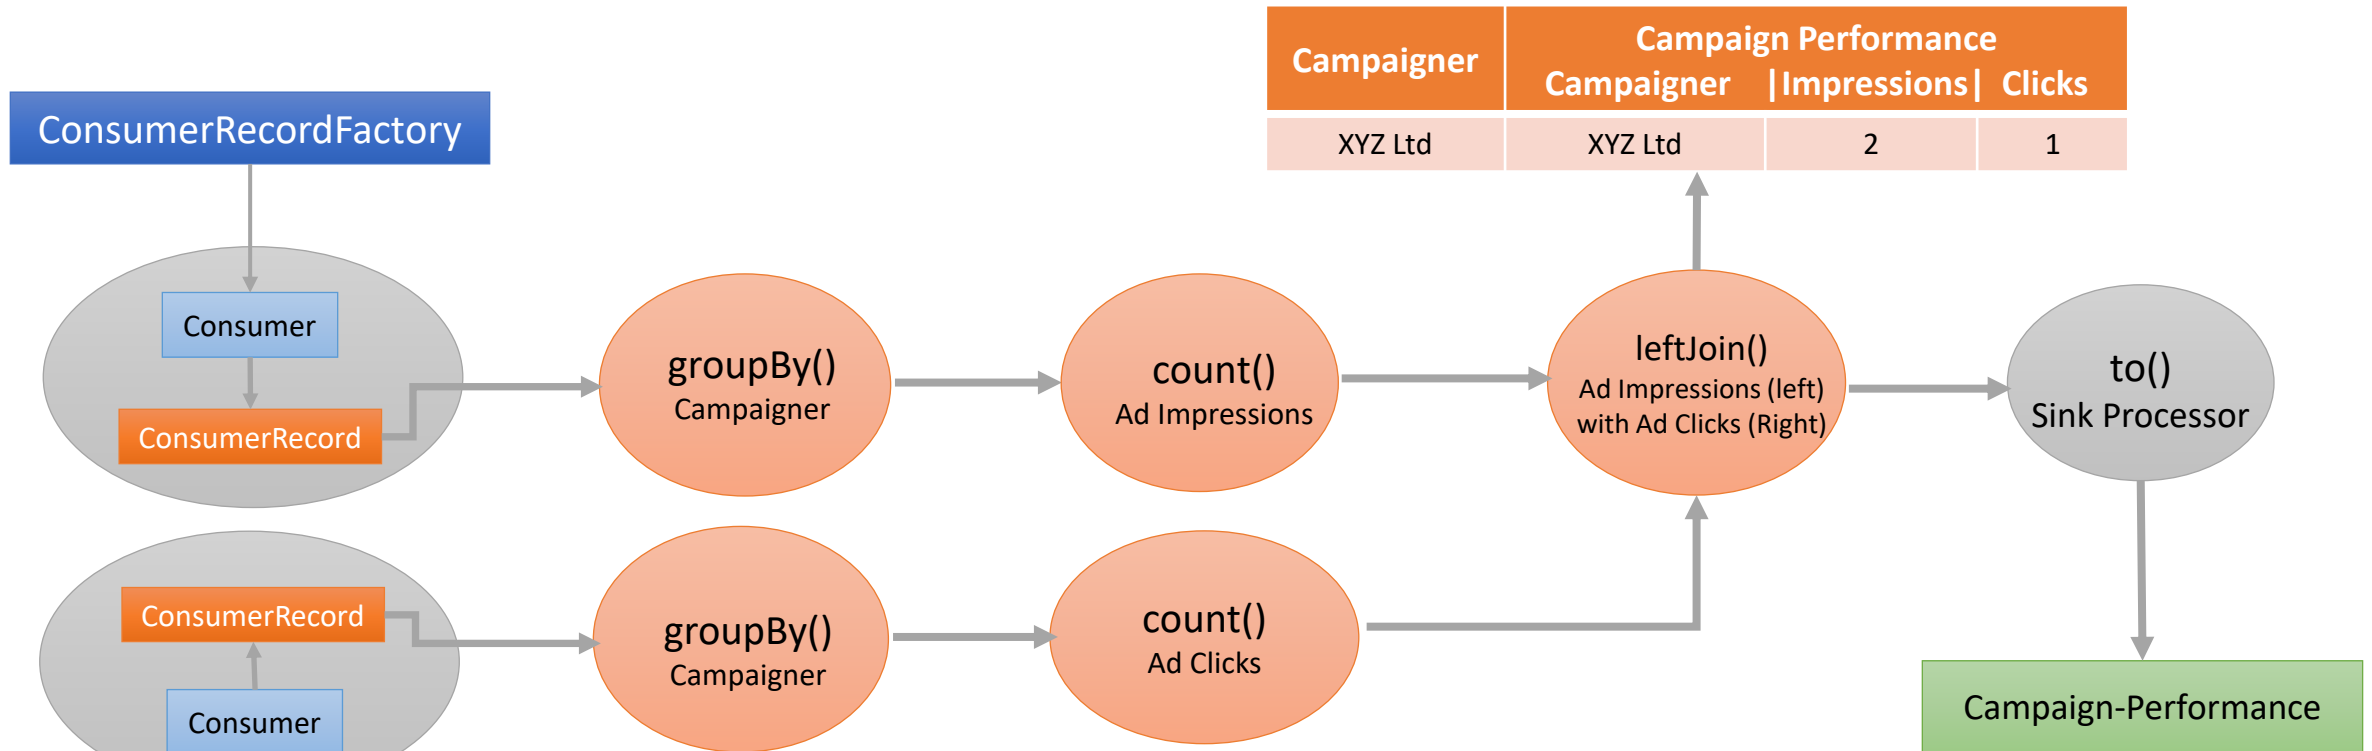 Campaigner
Campaign Performance
Campaigner |Impressions| Clicks
XYZ Ltd XYZ Ltd 2 1
ConsumerRecordFactory
Consumer
ConsumerRecord
groupBy()
Campaigner
count()
Ad Impressions
leftJoin()
Ad Impressions (left)
with Ad Clicks (Right)
to()
Sink Processor
ConsumerRecord
Consumer
groupBy()
Campaigner
count()
Ad Clicks
Campaign-Performance